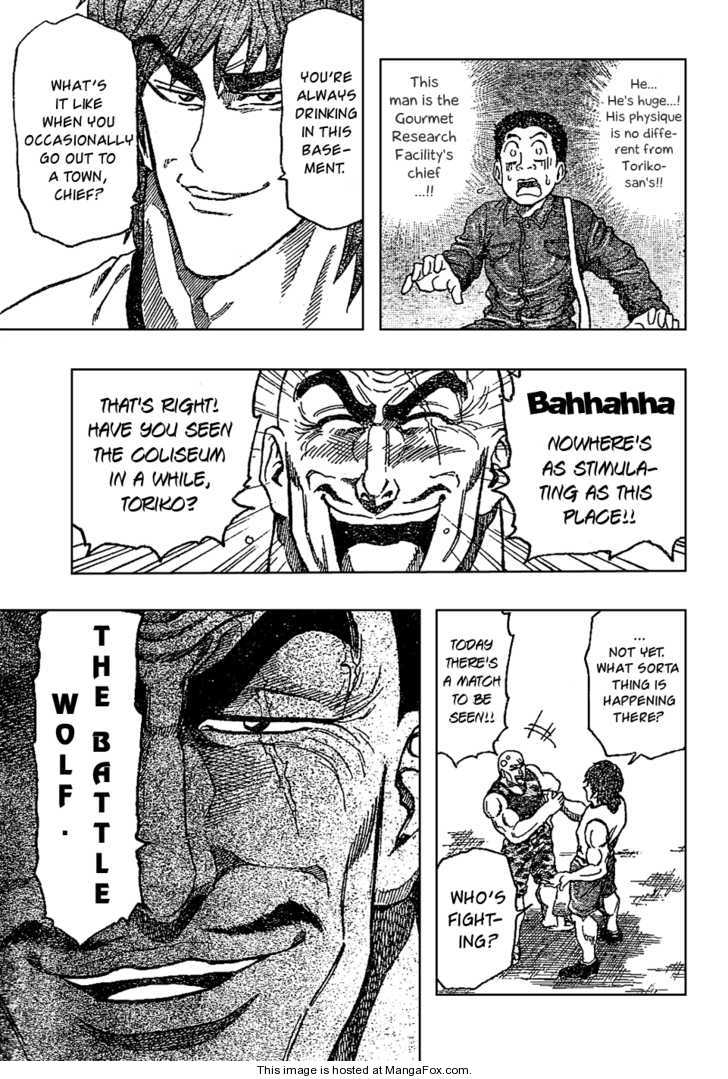 He...
He's huge...!
His physique
is no diffe-
rent from
Toriko-
san's!!
This
man is the
Gourmet
Research
Facility's
chief
...!!
YOU'RE
ALWAYS
DRINKING
IN THIS
BASE-
MENT.
WHAT'S
IT LIKE
WHEN YOU
OCCASIONALLY
GO OUT TO
A TOWN,
CHIEF?
Bahhahha
NOWHERE'S
AS STIMULA-
TING AS THIS
PLACE!!
THAT'S RIGHT!
HAVE YOU SEEN
THE COLISEUM
IN A WHILE,
TORIKO?
...
NOT YET.
WHAT SORTA
THING IS
HAPPENING
THERE?
TODAY
THERE'S
A MATCH
TO BE
SEEN!!
WHO'S
FIGHT-
ING?
THE BATTLE
WOLF.
This image is hosted at MangaFox.com.